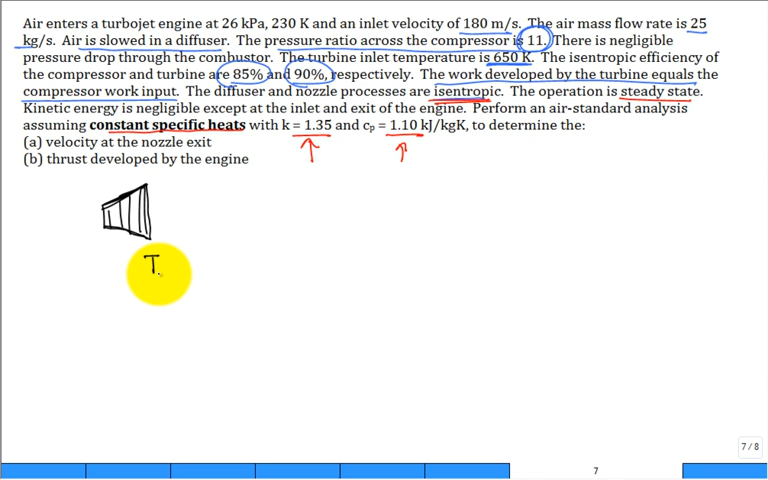 Air enters a turbojet engine at 26 kPa, 230 K and an inlet velocity of 180 m/s. The air mass flow rate is 25
kg/s. Air is slowed in a diffuser. The pressure ratio across the compressor is 11. There is negligible
pressure drop through the combustor. The turbine inlet temperature is 650 K. The isentropic efficiency of
the compressor and turbine are 85% and 90%, respectively. The work developed by the turbine equals the
compressor work input. The diffuser and nozzle processes are isentropic. The operation is steady state.
Kinetic energy is negligible except at the inlet and exit of the engine. Perform an air-standard analysis
assuming constant specific heats with k = 1.35 and cp = 1.10 kJ/kgK, to determine the:
(a) velocity at the nozzle exit
(b) thrust developed by the engine
T.
7/8
7